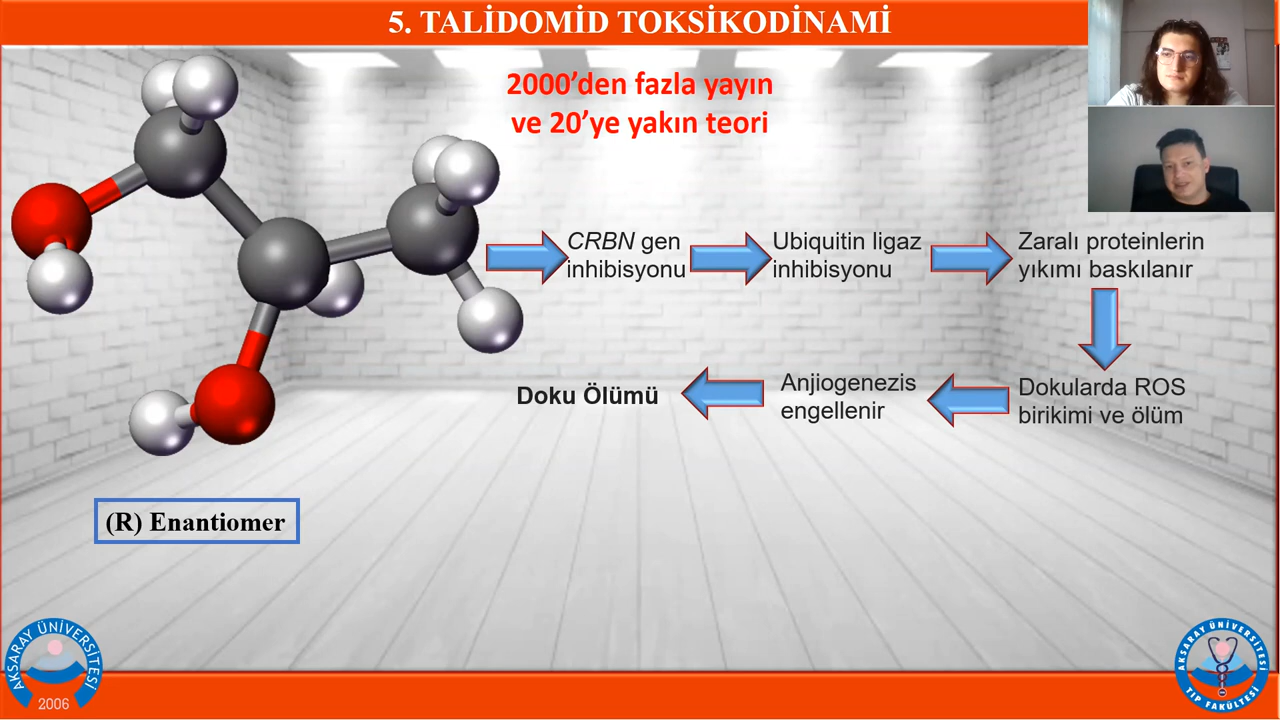 5. TALİDOMİD TOKSİKODİNAMİ
2000’den fazla yayın
ve 20’ye yakın teori
CRBN gen
inhibisyonu
Ubiquitin ligaz
inhibisyonu
Zaralı proteinlerin
yıkımı baskılanır
Dokularda ROS
birikimi ve ölüm
Anjiogenezis
engellenir
Doku Ölümü
(R) Enantiomer
AKSARAY ÜNİVERSİTESİ
2006
AKSARAY ÜNİVERSİTESİ
TIP FAKÜLTESİ